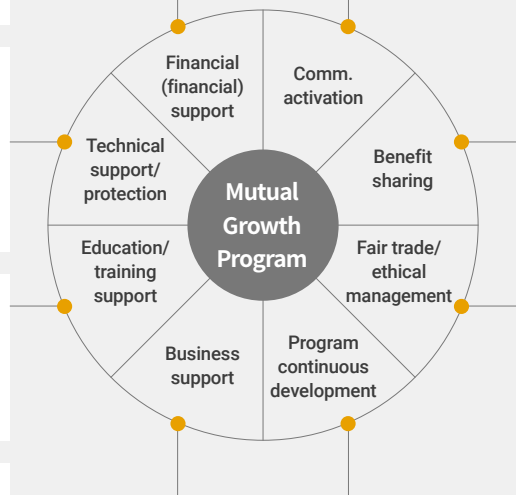 Financial
(financial)
support
Comm.
activation
Technical
support/
protection
Benefit
sharing
Mutual
Growth
Program
Education/
training
support
Fair trade/
ethical
management
Business
support
Program
continuous
development